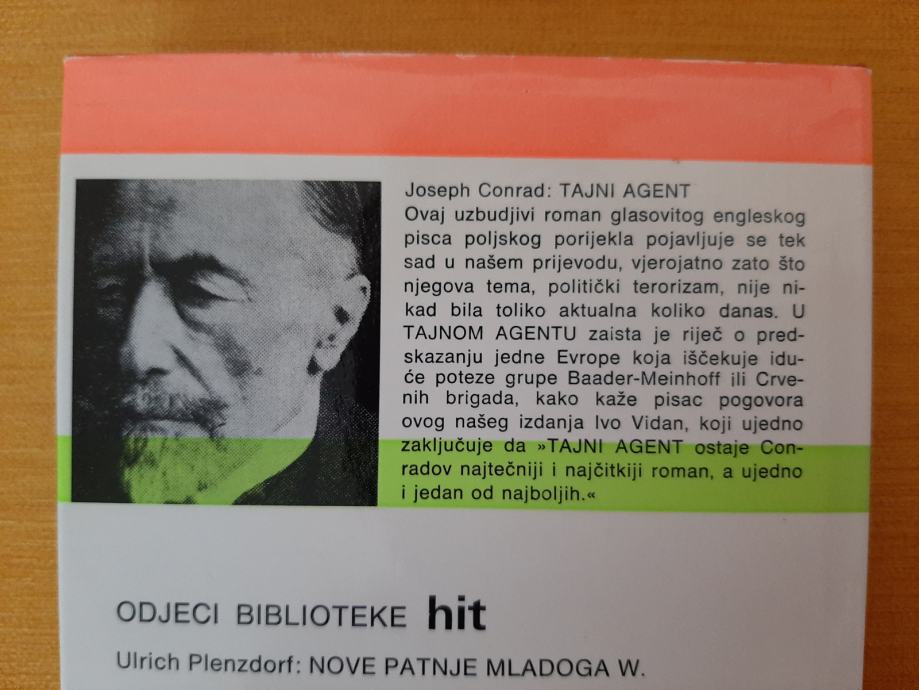 Joseph Conrad: TAJNI AGENT
Ovaj uzbudjivi roman glasovitog engleskog
pisca poljskog porijekla pojavljuje se tek
sad u našem prijevodu, vjerojatno zato što
njegova tema, politički terorizam, nije ni-
kad bila toliko aktualna koliko danas. U
TAJNOM AGENTU zaista je riječ o pred-
skazanju jedne Evrope koja iščekuje idu-
će poteze grupe Baader-Meinhoff ili Crve-
nih brigada, kako kaže pisac pogovora
ovog našeg izdanja Ivo Vidan, koji ujedno
zaključuje da »TAJNI AGENT ostaje Con-
radov najtečniji i najčitkiji roman, a ujedno
i jedan od najboljih.«
ODJECI BIBLIOTEKE hit
Ulrich Plenzdorf: NOVE PATNJE MLADOGA W.